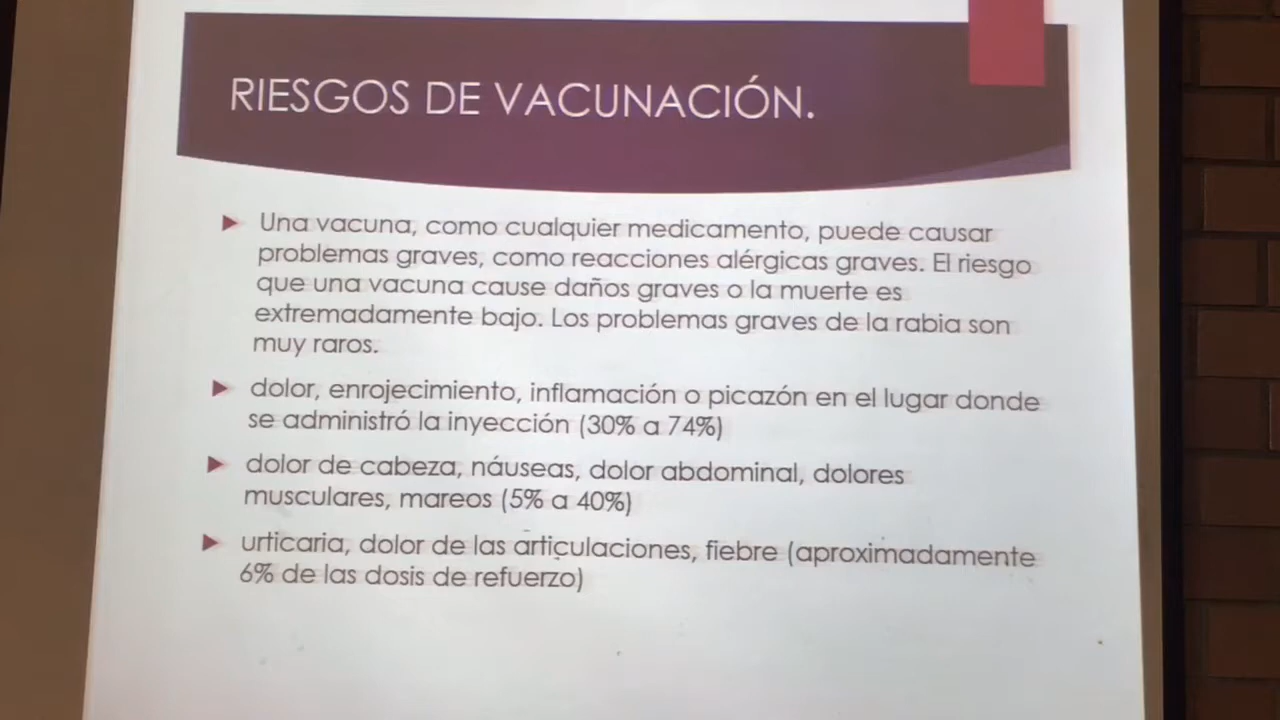 RIESGOS DE VACUNACIÓN.
Una vacuna, como cualquier medicamento, puede causar
problemas graves, como reacciones alérgicas graves. El riesgo
que una vacuna cause daños graves o la muerte es
extremadamente bajo. Los problemas graves de la rabia son
muy raros.
dolor, enrojecimiento, inflamación o picazón en el lugar donde
se administró la inyección (30% a 74%)
dolor de cabeza, náuseas, dolor abdominal, dolores
musculares, mareos (5% a 40%)
urticaria, dolor de las articulaciones, fiebre (aproximadamente
6% de las dosis de refuerzo)